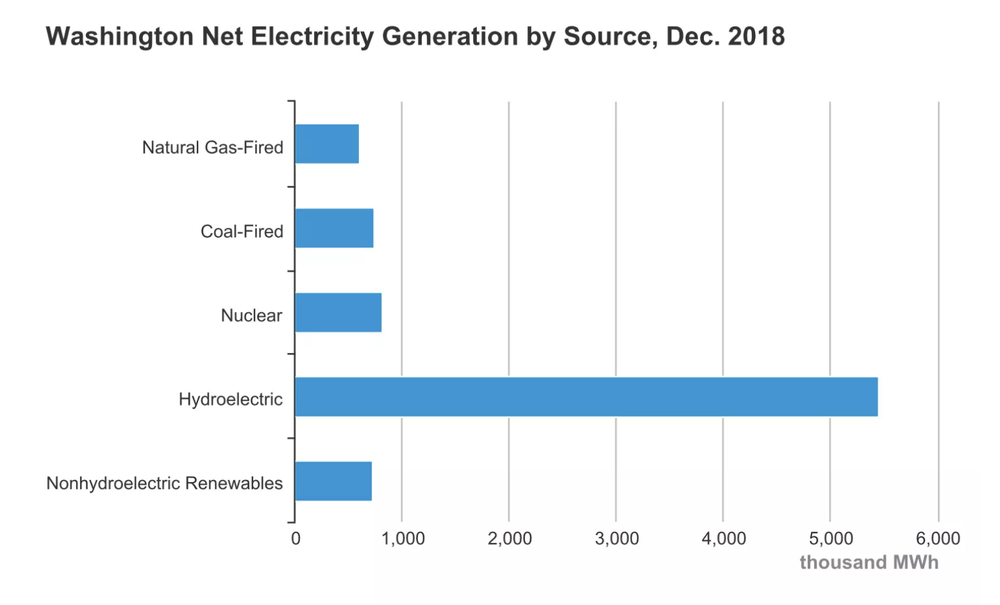 Washington Net Electricity Generation by Source, Dec. 2018
Natural Gas-Fired
Coal-Fired
Nuclear
Hydroelectric
Nonhydroelectric Renewables
0 1,000 2,000 3,000 4,000 5,000 6,000
thousand MWh